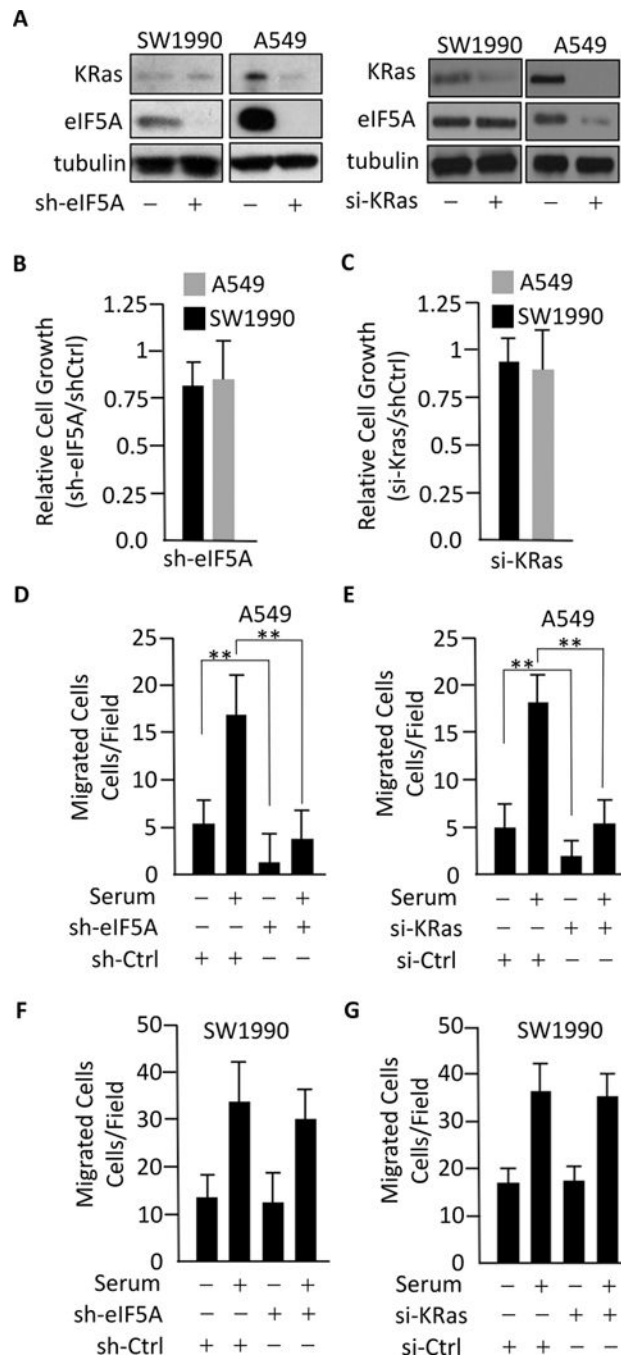 A
SW1990 A549
KRas
eIF5A
tubulin
sh-eIF5A − + − +
SW1990 A549
KRas
eIF5A
tubulin
si-KRas − + − +
B
A549
SW1990
Relative Cell Growth
(sh-eIF5A/shCtrl)
1.25
1
0.75
0.5
0.25
0.0
sh-eIF5A
C
A549
SW1990
Relative Cell Growth
(si-Kras/shCtrl)
1.25
1
0.75
0.5
0.25
0.0
si-KRas
D
A549
Migrated Cells
Cells/Field
25
20
15
10
5
0
** **
Serum − + − +
sh-eIF5A − − + +
sh-Ctrl + + − −
E
A549
Migrated Cells
Cells/Field
25
20
15
10
5
0
** **
Serum − + − +
si-KRas − − + +
si-Ctrl + + − −
F
SW1990
Migrated Cells
Cells/Field
50
40
30
20
10
0
Serum − + − +
sh-eIF5A − − + +
sh-Ctrl + + − −
G
SW1990
Migrated Cells
Cells/Field
50
40
30
20
10
0
Serum − + − +
si-KRas − − + +
si-Ctrl + + − −